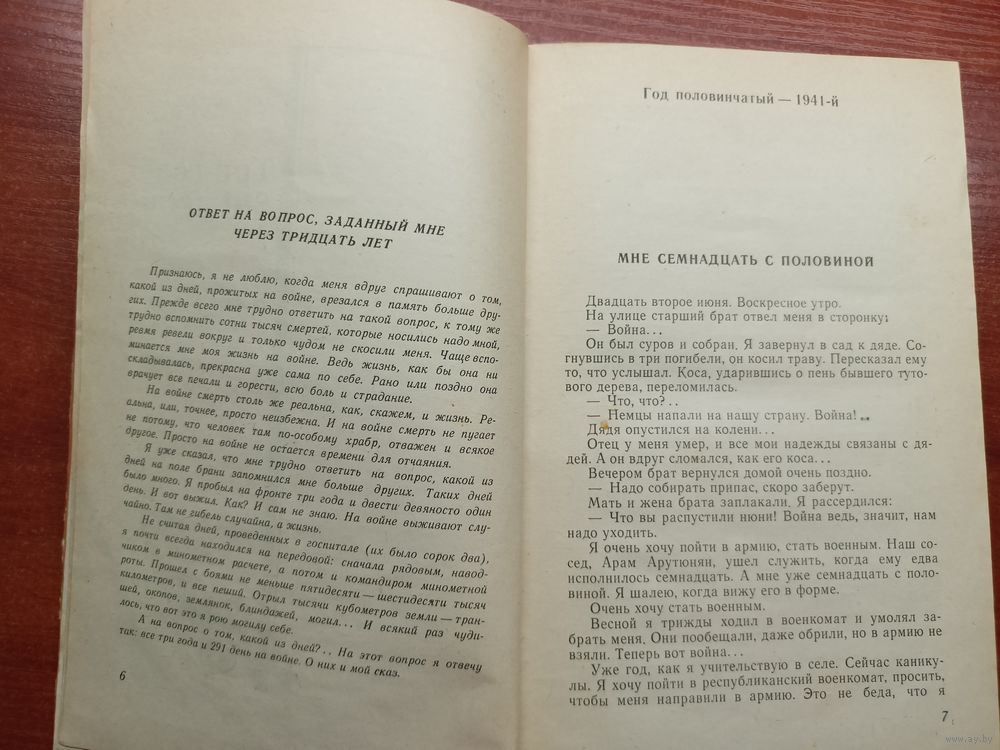 ОТВЕТ НА ВОПРОС, ЗАДАННЫЙ МНЕ
ЧЕРЕЗ ТРИДЦАТЬ ЛЕТ
Признаюсь, я не люблю, когда меня вдруг спрашивают о том,
какой из дней, прожитых на войне, врезался в память больше дру-
гих. Прежде всего мне трудно ответить на такой вопрос, к тому же
трудно вспомнить сотни тысяч смертей, которые носились надо мной,
ревмя ревели вокруг и только чудом не скосили меня. Чаще вспо-
минается мне моя жизнь на войне. Ведь жизнь, как бы она ни
складывалась, прекрасна уже сама по себе. Рано или поздно она
врачует все печали и горести, всю боль и страдание.
На войне смерть столь же реальна, как, скажем, и жизнь. Ре-
альна, или, точнее, просто неизбежна. И на войне смерть не пугает
не потому, что человек там по-особому храбр, отважен и всякое
другое. Просто на войне не остается времени для отчаяния.
Я уже сказал, что мне трудно ответить на вопрос, какой из
дней на поле брани запомнился мне больше других. Таких дней
было много. Я пробыл на фронте три года и двести девяносто один
день. И вот выжил. Как? И сам не знаю. На войне выживают слу-
чайно. Там не гибель случайна, а жизнь.
Не считая дней, проведенных в госпитале (их было сорок два),
я почти всегда находился на передовой: сначала рядовым, навод-
чиком в минометном расчете, а потом и командиром минометной
роты. Прошел с боями не меньше пятидесяти — шестидесяти тысяч
километров, и все пеший. Отрыл тысячи кубометров земли — тран-
шей, окопов, землянок, блиндажей, могил... И всякий раз чуди-
лось, что вот это я рою могилу себе.
А на вопрос о том, какой из дней?.. На этот вопрос я отвечу
так: все три года и 291 день на войне. О них и мой сказ.
6
Год половинчатый — 1941-й
МНЕ СЕМНАДЦАТЬ С ПОЛОВИНОЙ
Двадцать второе июня. Воскресное утро.
На улице старший брат отвел меня в сторонку:
— Война...
Он был суров и собран. Я завернул в сад к дяде. Со-
гнувшись в три погибели, он косил траву. Пересказал ему
то, что услышал. Коса, ударившись о пень бывшего туто-
вого дерева, переломилась.
— Что, что?..
— Немцы напали на нашу страну. Война!..
Дядя опустился на колени...
Отец у меня умер, и все мои надежды связаны с дя-
дей. А он вдруг сломался, как его коса...
Вечером брат вернулся домой очень поздно.
— Надо собирать припас, скоро заберут.
Мать и жена брата заплакали. Я рассердился:
— Что вы распустили нюни! Война ведь, значит, нам
надо уходить.
Я очень хочу пойти в армию, стать военным. Наш со-
сед, Арам Арутюнян, ушел служить, когда ему едва
исполнилось семнадцать. А мне уже семнадцать с поло-
виной. Я шалею, когда вижу его в форме.
Очень хочу стать военным.
Весной я трижды ходил в военкомат и умолял за-
брать меня. Они пообещали, даже обрили, но в армию не
взяли. Теперь вот война...
Уже год, как я учительствую в селе. Сейчас канику-
лы. Я хочу пойти в республиканский военкомат, просить,
чтобы меня направили в армию. Это не беда, что я
7
www.ay.by